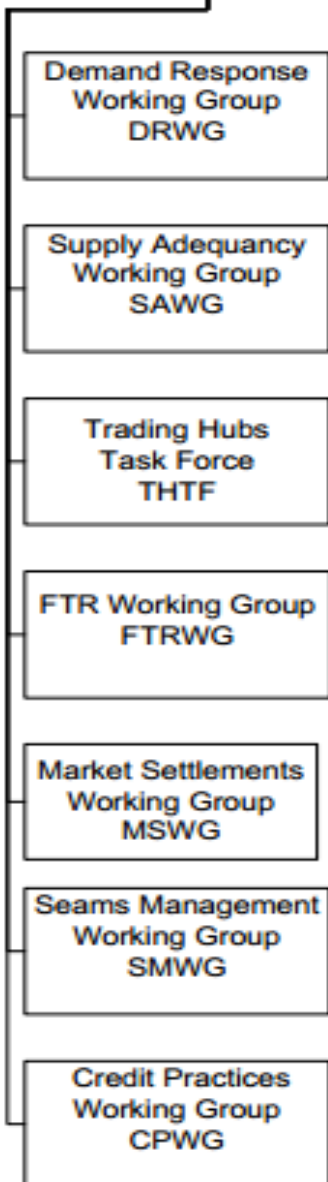 Demand Response
Working Group
DRWG
Supply Adequancy
Working Group
SAWG
Trading Hubs
Task Force
THTF
FTR Working Group
FTRWG
Market Settlements
Working Group
MSWG
Seams Management
Working Group
SMWG
Credit Practices
Working Group
CPWG